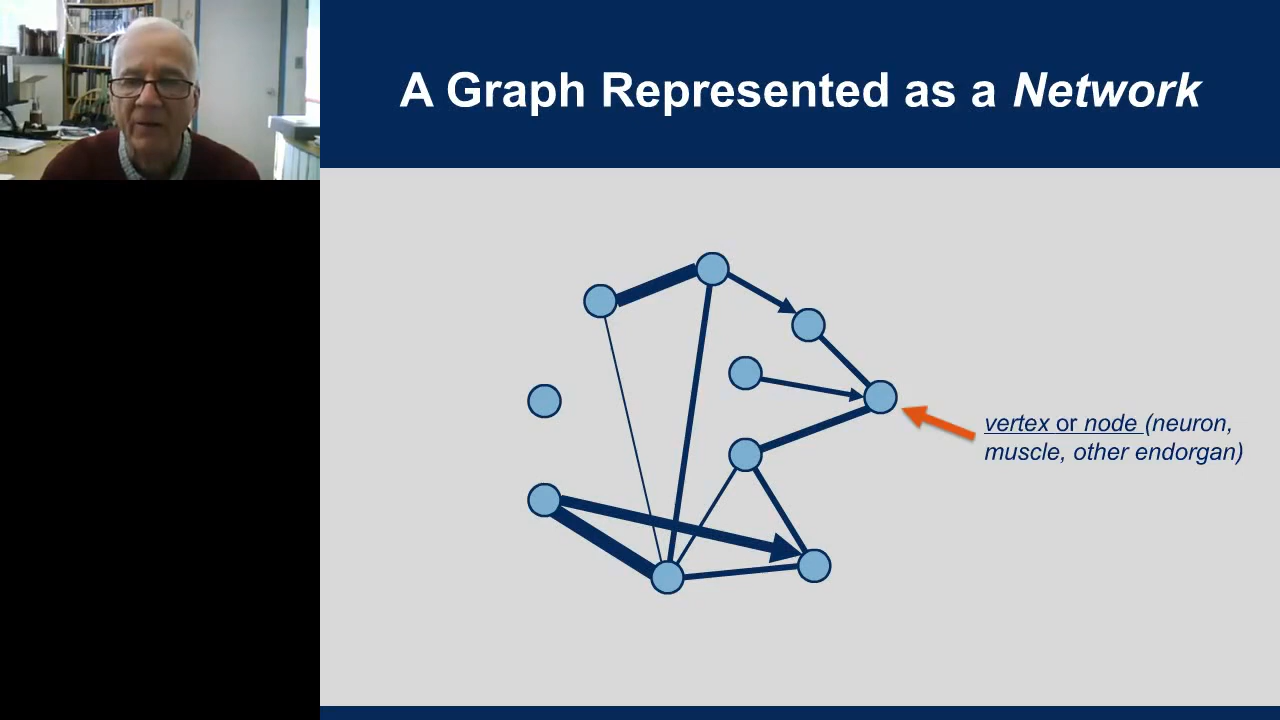 A Graph Represented as a Network
vertex or node (neuron,
muscle, other endorgan)